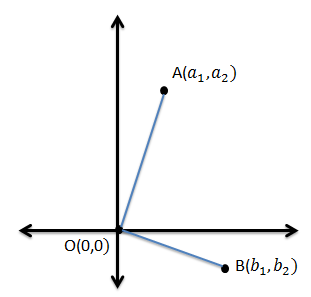 A(𝑎₁,𝑎₂)
O(0,0)
B(𝑏₁,𝑏₂)